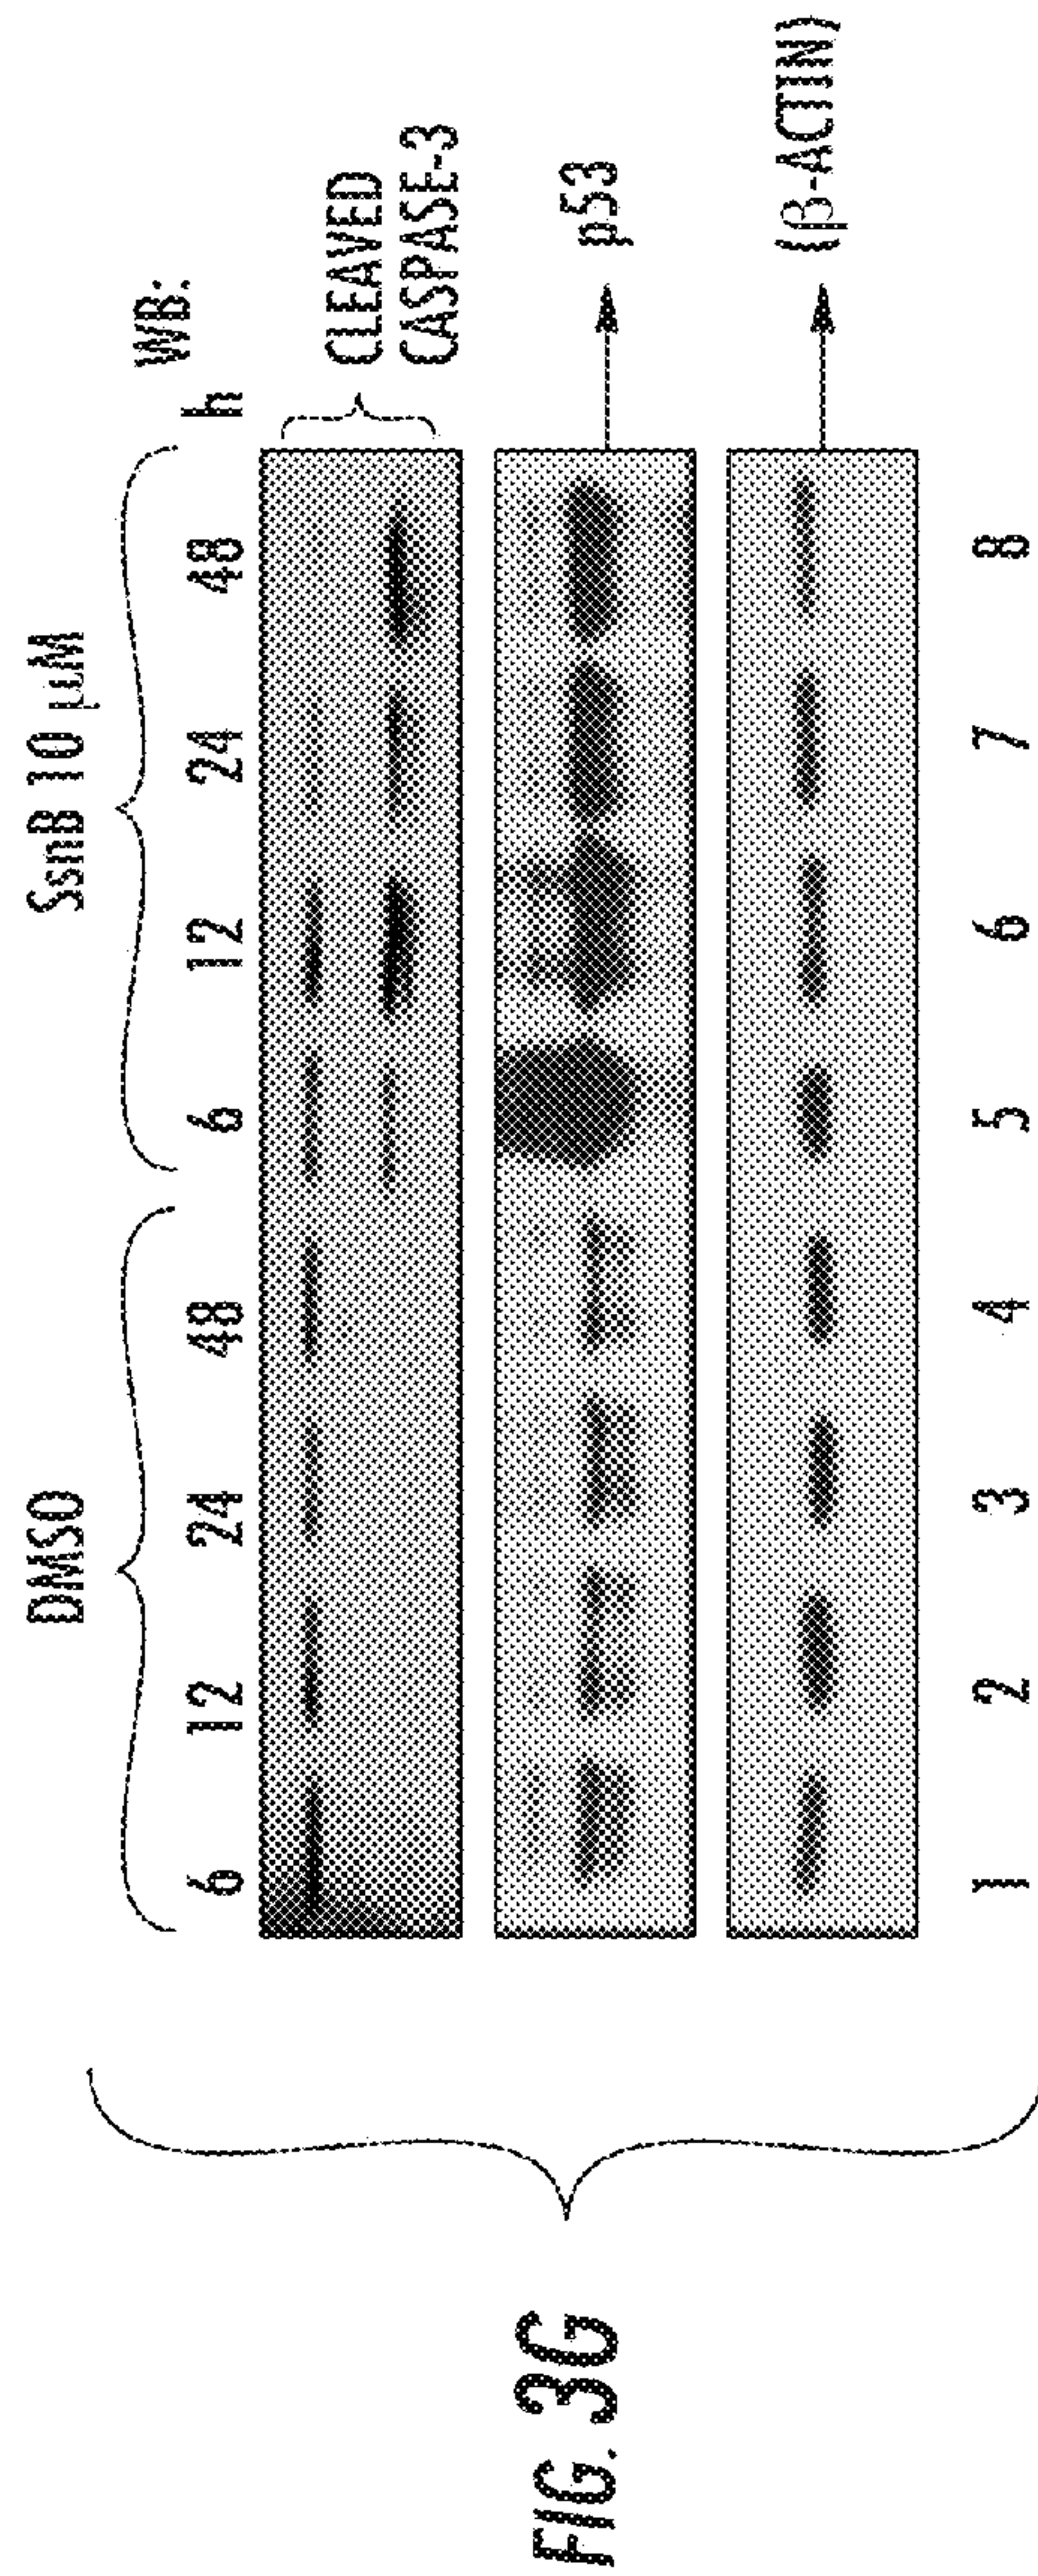 DMSO SsnB 10 µM
WB:
6 12 24 48 6 12 24 48 h
CLEAVED
CASPASE-3
p53
(β-ACTIN)
1 2 3 4 5 6 7 8
FIG. 3G